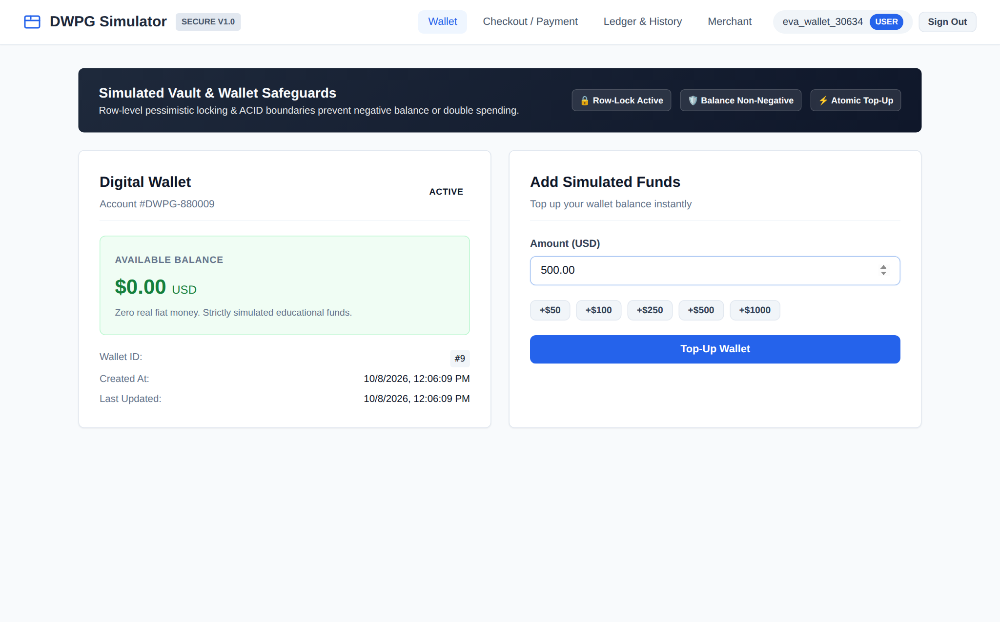 DWPG Simulator SECURE V1.0 Wallet Checkout / Payment Ledger & History Merchant eva_wallet_30634 USER Sign Out
Simulated Vault & Wallet Safeguards
Row-level pessimistic locking & ACID boundaries prevent negative balance or double spending.
🔒 Row-Lock Active 🛡️ Balance Non-Negative ⚡ Atomic Top-Up
Digital Wallet
Account #DWPG-880009
ACTIVE
AVAILABLE BALANCE
$0.00 USD
Zero real fiat money. Strictly simulated educational funds.
Wallet ID: #9
Created At: 10/8/2026, 12:06:09 PM
Last Updated: 10/8/2026, 12:06:09 PM
Add Simulated Funds
Top up your wallet balance instantly
Amount (USD)
500.00
+$50 +$100 +$250 +$500 +$1000
Top-Up Wallet